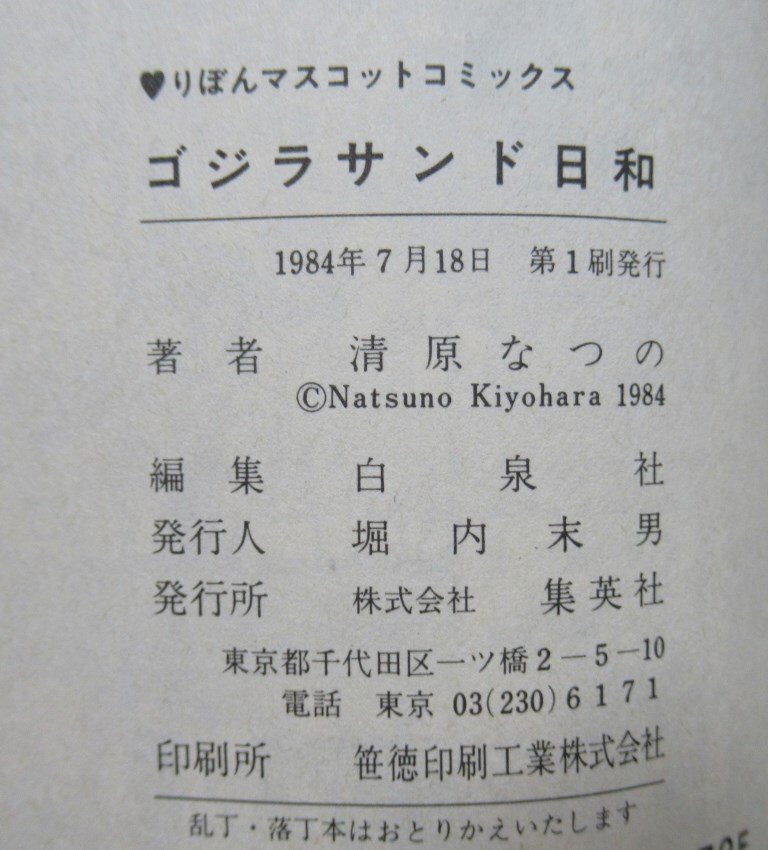 ♥りぼんマスコットコミックス
ゴジラサンド日和
1984年7月18日　第1刷発行
著者　清原なつの
©Natsuno Kiyohara 1984
編集　白泉社
発行人　堀内末男
発行所　株式会社　集英社
東京都千代田区一ツ橋2－5－10
電話　東京 03(230)6171
印刷所　笹徳印刷工業株式会社
乱丁・落丁本はおとりかえいたします